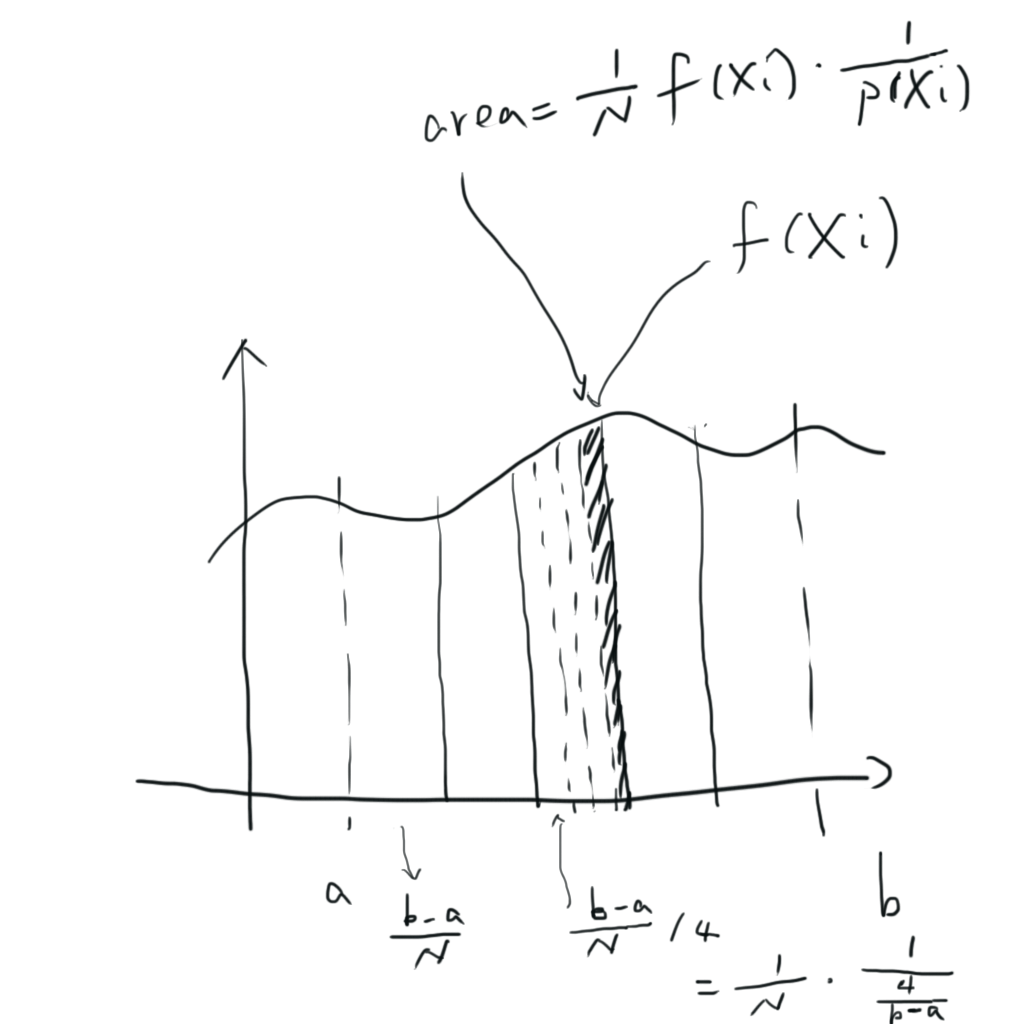 area = 1/N f(Xi) · 1/p(Xi)
f(Xi)
a
b
b-a/N
b-a/N / 4
= 1/N · 1/(4/(b-a))